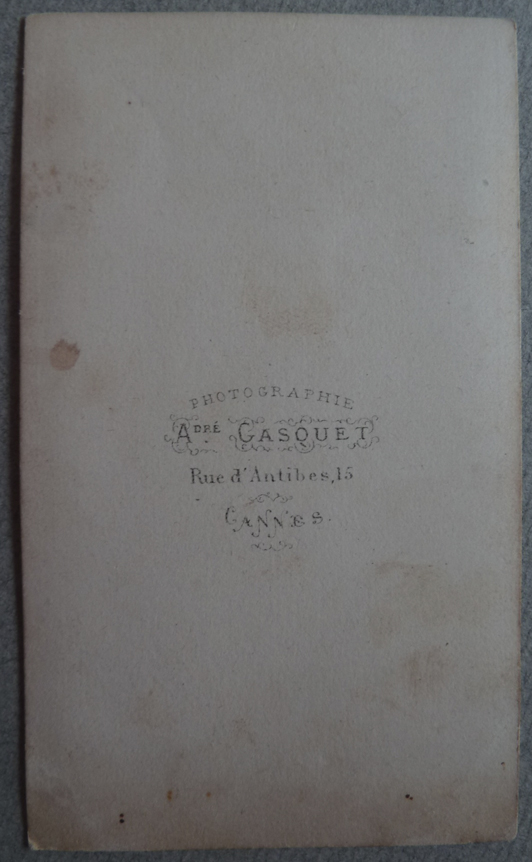 PHOTOGRAPHIE
ADRÉ GASQUET
Rue d'Antibes, 15
CANNES.